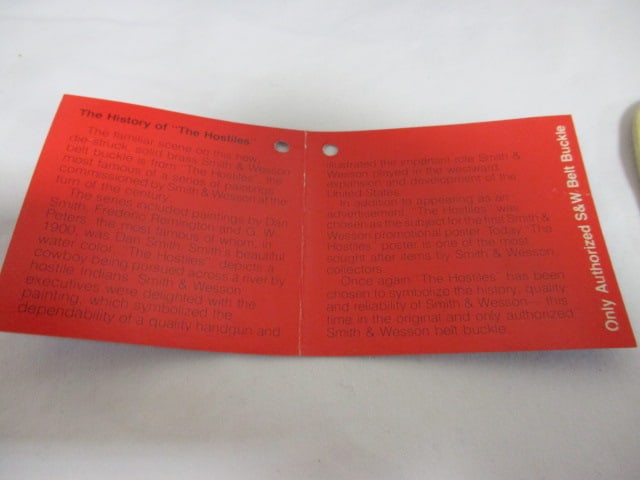 The History of "The Hostiles"
The familiar scene on this new,
die-struck, solid brass Smith & Wesson
belt buckle is from "The Hostiles", the
most famous of a series of paintings
commissioned by Smith & Wesson at the
turn of the century.
The series included paintings by Dan
Smith, Frederic Remington and G. W.
Peters, the most famous of whom, in
1900, was Dan Smith. Smith's beautiful
water color, "The Hostiles", depicts a
cowboy being pursued across a river by
hostile Indians. Smith & Wesson
executives were delighted with the
painting, which symbolized the
dependability of a quality handgun and
illustrated the important role Smith &
Wesson played in the westward
expansion and development of the
United States.
In addition to appearing as an
advertisement, "The Hostiles" was
chosen as the subject for the first Smith &
Wesson promotional poster. Today "The
Hostiles" poster is one of the most
sought after items by Smith & Wesson
collectors.
Once again "The Hostiles" has been
chosen to symbolize the history, quality
and reliability of Smith & Wesson— this
time in the original and only authorized
Smith & Wesson belt buckle.
Only Authorized S&W Belt Buckle